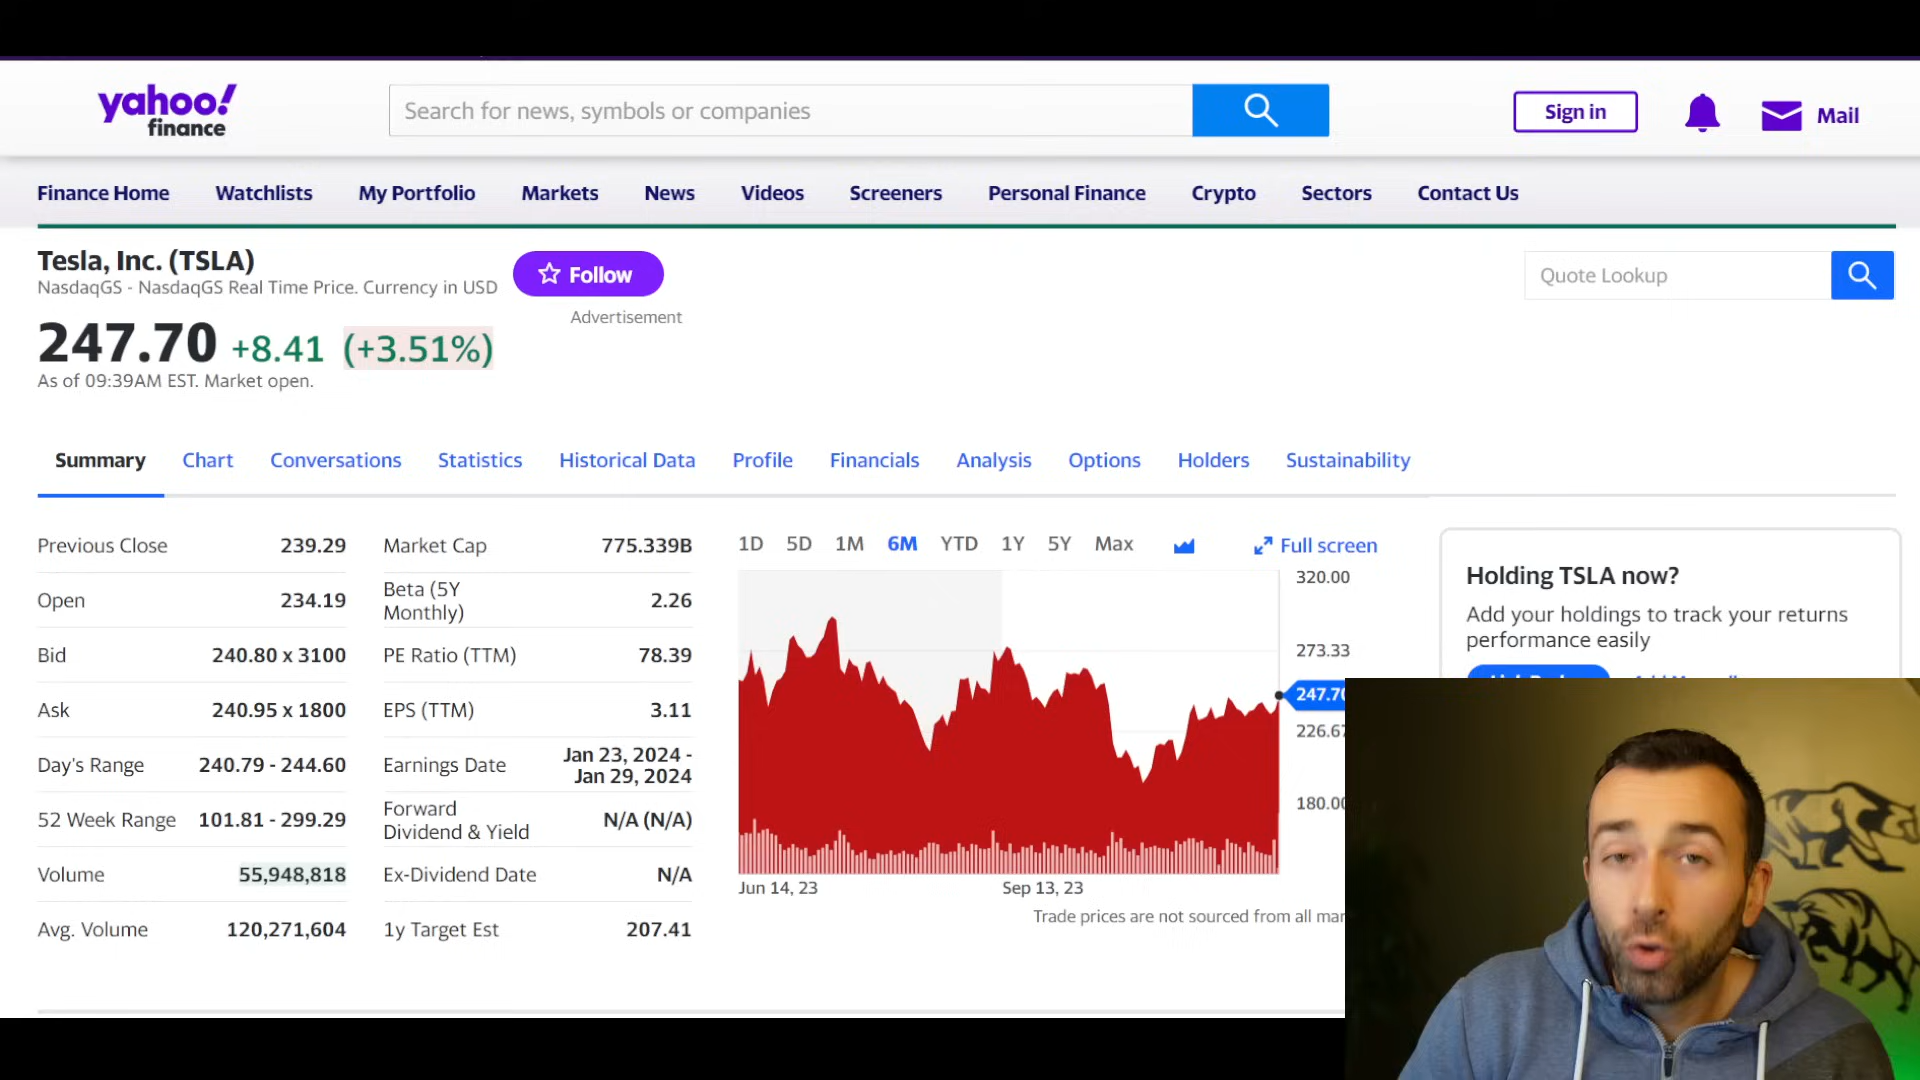 yahoo!
finance
Search for news, symbols or companies
Sign in
Mail
Finance Home Watchlists My Portfolio Markets News Videos Screeners Personal Finance Crypto Sectors Contact Us
Tesla, Inc. (TSLA)
NasdaqGS - NasdaqGS Real Time Price. Currency in USD
Follow
Quote Lookup
Advertisement
247.70 +8.41 (+3.51%)
As of 09:39AM EST. Market open.
Summary Chart Conversations Statistics Historical Data Profile Financials Analysis Options Holders Sustainability
Previous Close 239.29
Open 234.19
Bid 240.80 x 3100
Ask 240.95 x 1800
Day's Range 240.79 - 244.60
52 Week Range 101.81 - 299.29
Volume 55,948,818
Avg. Volume 120,271,604
Market Cap 775.339B
Beta (5Y
Monthly) 2.26
PE Ratio (TTM) 78.39
EPS (TTM) 3.11
Earnings Date Jan 23, 2024 -
Jan 29, 2024
Forward
Dividend & Yield N/A (N/A)
Ex-Dividend Date N/A
1y Target Est 207.41
1D 5D 1M 6M YTD 1Y 5Y Max Full screen
320.00
273.33
247.70
226.67
180.00
Jun 14, 23 Sep 13, 23
Trade prices are not sourced from all mar
Holding TSLA now?
Add your holdings to track your returns
performance easily